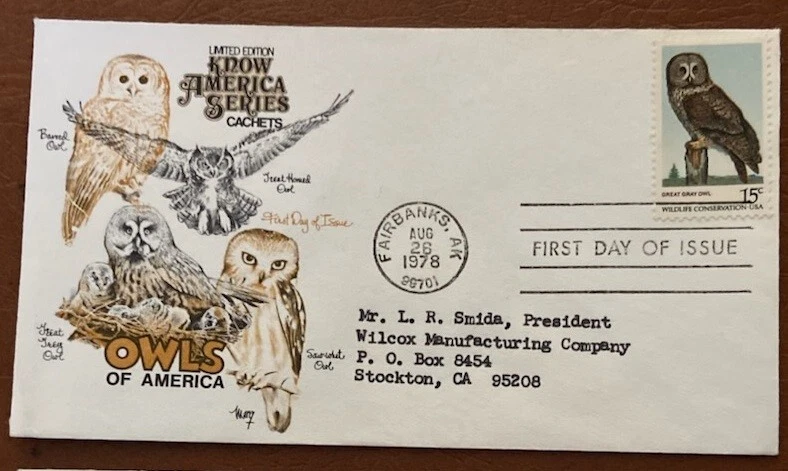 LIMITED EDITION
KNOW
AMERICA
SERIES
CACHETS
Barred
Owl
Great Horned
Owl
First Day of Issue
Great
Grey
Owl
Saw-whet
Owl
OWLS
OF AMERICA
GREAT GRAY OWL
15c
WILDLIFE CONSERVATION·USA
FAIRBANKS, AK
AUG
26
1978
99701
FIRST DAY OF ISSUE
Mr. L. R. Smida, President
Wilcox Manufacturing Company
P. O. Box 8454
Stockton, CA 95208